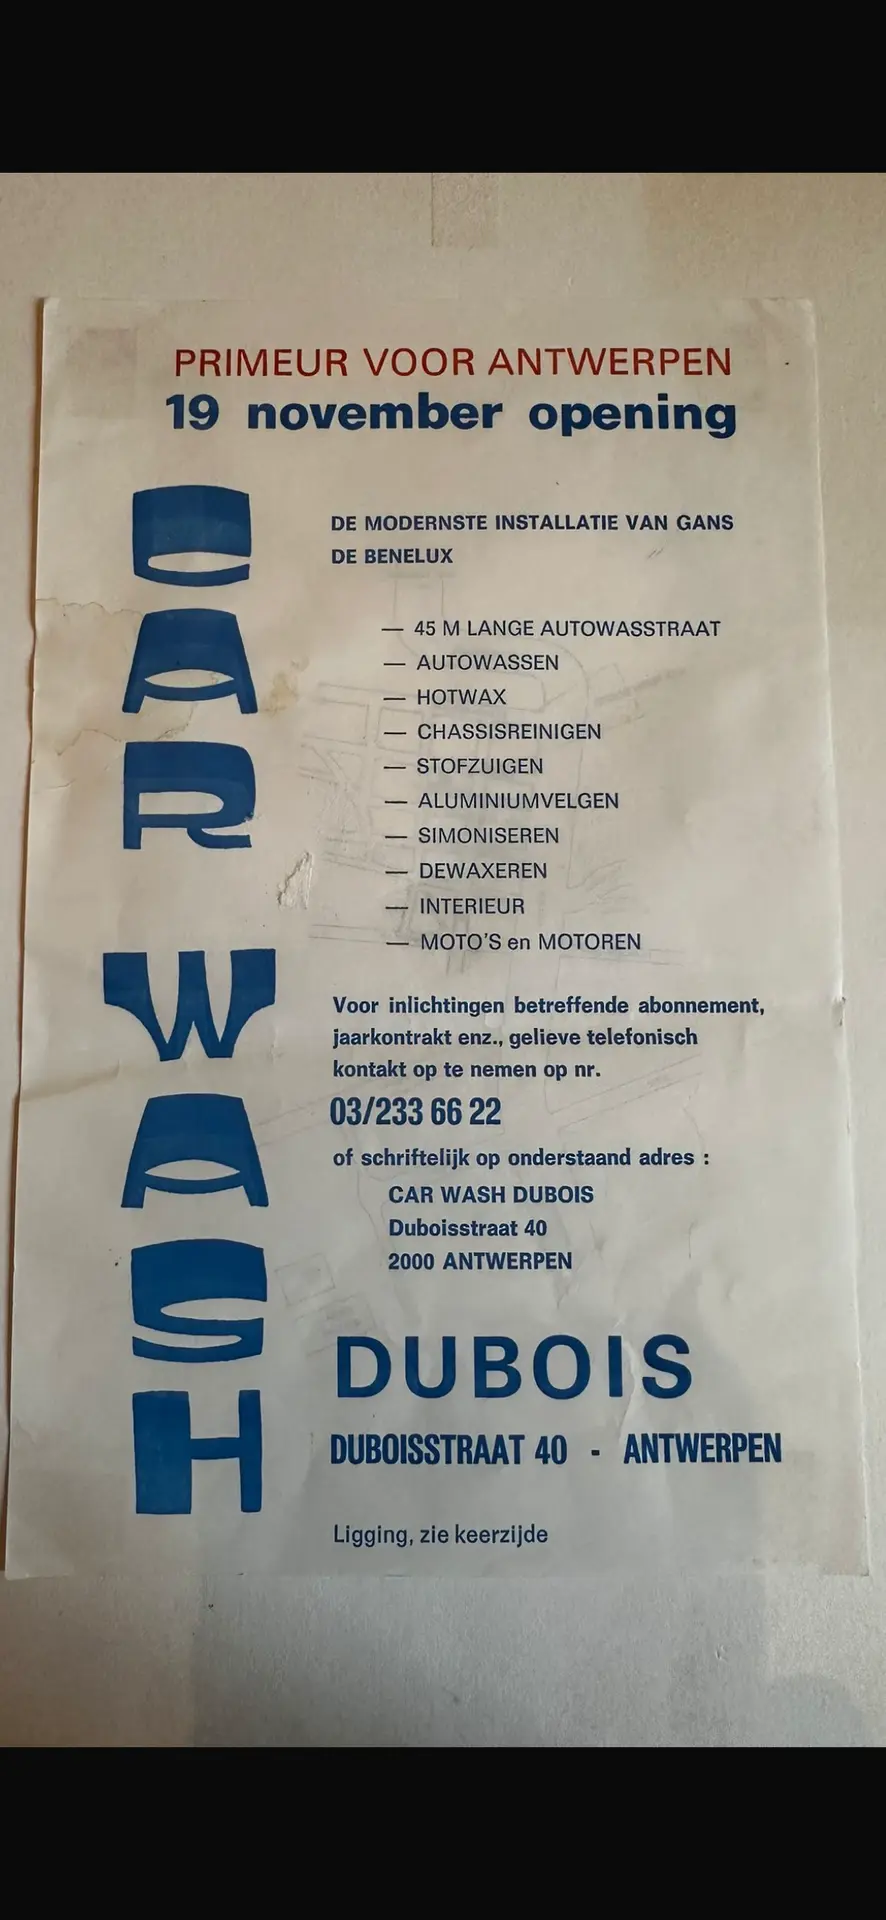 PRIMEUR VOOR ANTWERPEN
19 november opening
CAR WASH
DE MODERNSTE INSTALLATIE VAN GANS
DE BENELUX
— 45 M LANGE AUTOWASSTRAAT
— AUTOWASSEN
— HOTWAX
— CHASSISREINIGEN
— STOFZUIGEN
— ALUMINIUMVELGEN
— SIMONISEREN
— DEWAXEREN
— INTERIEUR
— MOTO'S en MOTOREN
Voor inlichtingen betreffende abonnement,
jaarkontrakt enz., gelieve telefonisch
kontakt op te nemen op nr.
03/233 66 22
of schriftelijk op onderstaand adres :
CAR WASH DUBOIS
Duboisstraat 40
2000 ANTWERPEN
DUBOIS
DUBOISSTRAAT 40 - ANTWERPEN
Ligging, zie keerzijde